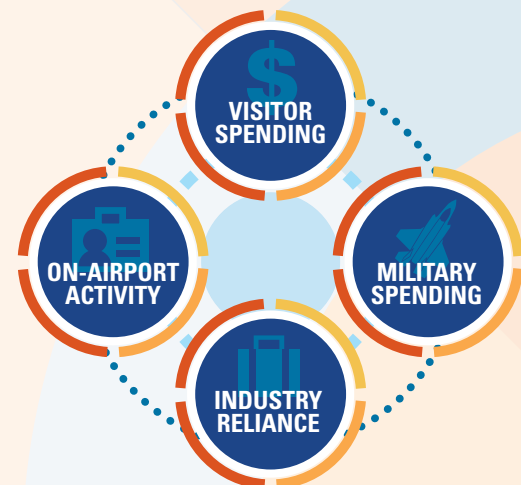 $
VISITOR
SPENDING
ON-AIRPORT
ACTIVITY
MILITARY
SPENDING
INDUSTRY
RELIANCE